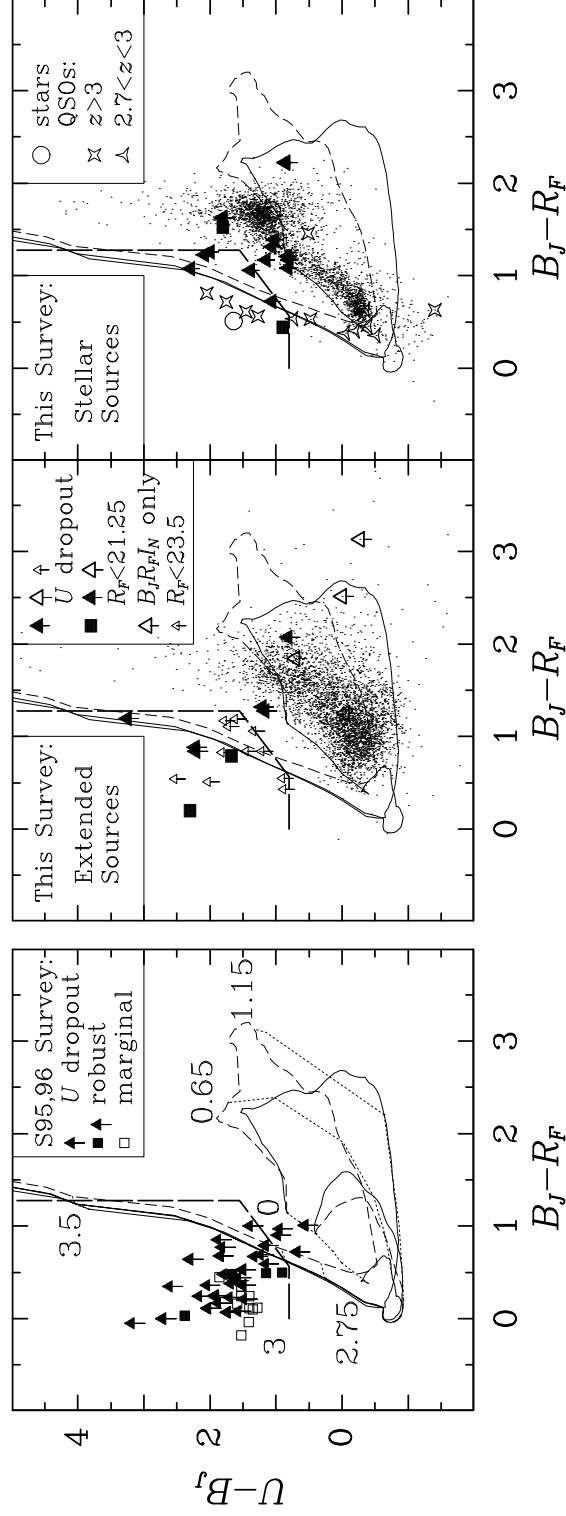 S95,96 Survey:
U dropout
robust
marginal
3.5
0.65
1.15
0
3
2.75
This Survey:
Extended
Sources
U dropout
R_F<21.25
B_J R_F I_N only
R_F<23.5
This Survey:
Stellar
Sources
stars
QSOs:
z>3
2.7<z<3
4
2
0
U−B_J
0
1
2
3
B_J−R_F
0
1
2
3
B_J−R_F
0
1
2
3
B_J−R_F